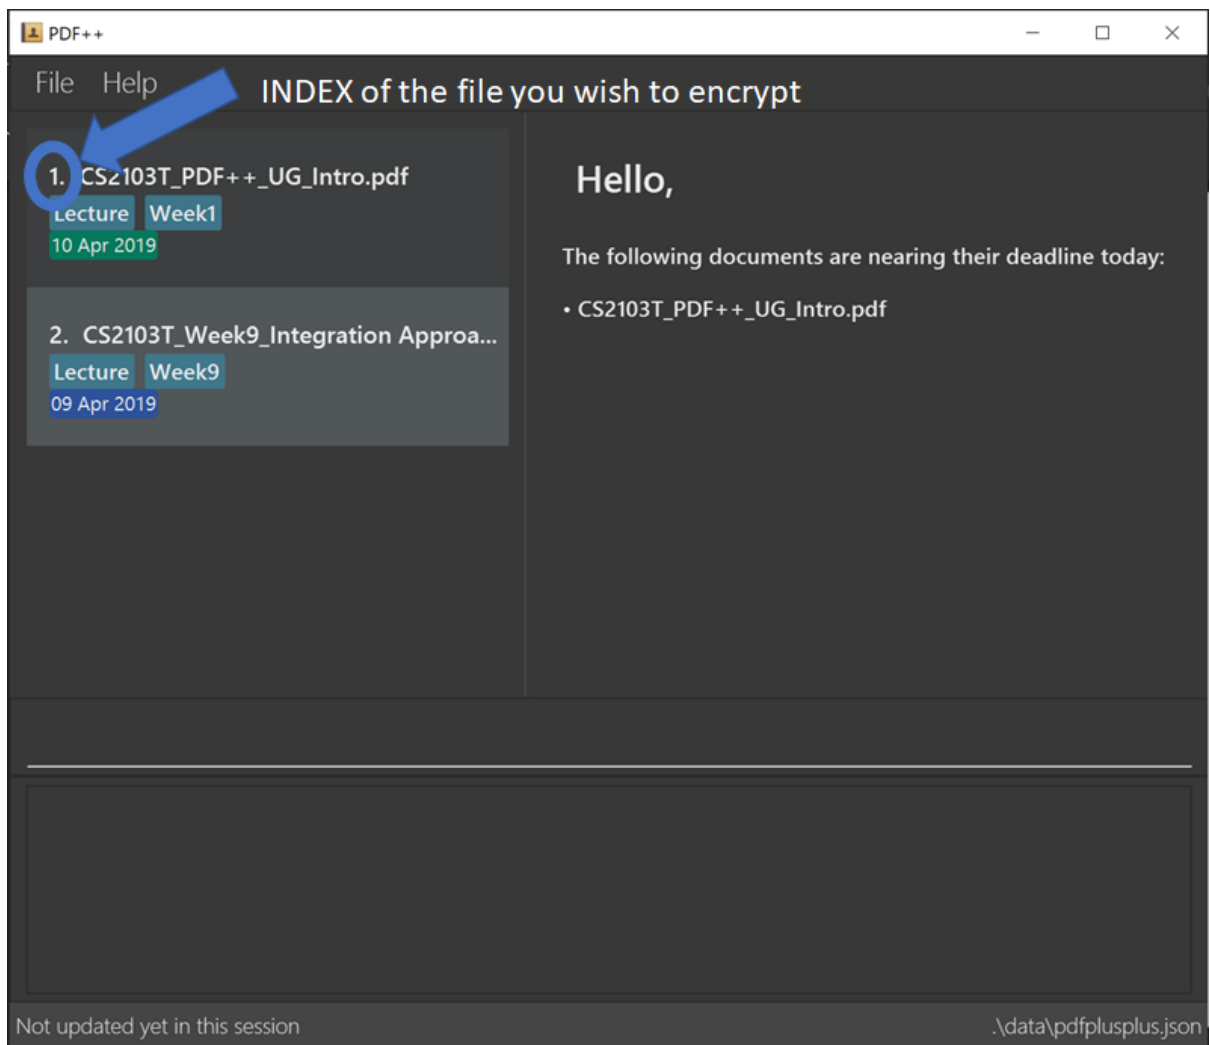 PDF++
File Help
INDEX of the file you wish to encrypt
1. CS2103T_PDF++_UG_Intro.pdf
Lecture Week1
10 Apr 2019
2. CS2103T_Week9_Integration Approa...
Lecture Week9
09 Apr 2019
Hello,
The following documents are nearing their deadline today:
• CS2103T_PDF++_UG_Intro.pdf
Not updated yet in this session
.\data\pdfplusplus.json